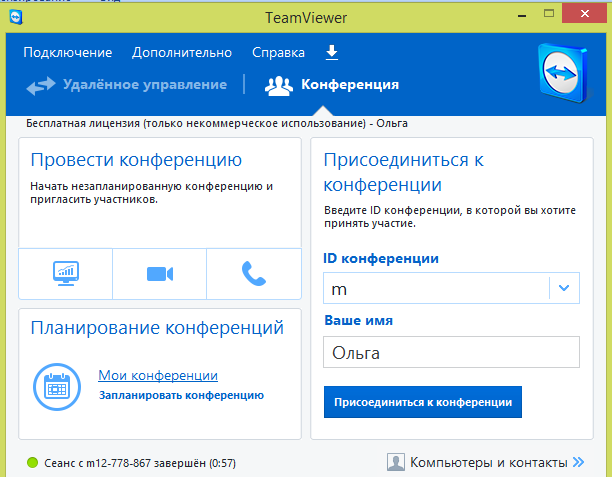 TeamViewer
Подключение Дополнительно Справка
Удалённое управление Конференция
Бесплатная лицензия (только некоммерческое использование) - Ольга
Провести конференцию
Начать незапланированную конференцию и
пригласить участников.
Планирование конференций
Мои конференции
Запланировать конференцию
Присоединиться к
конференции
Введите ID конференции, в которой вы хотите
принять участие.
ID конференции
m
Ваше имя
Ольга
Присоединиться к конференции
Сеанс с m12-778-867 завершён (0:57)
Компьютеры и контакты